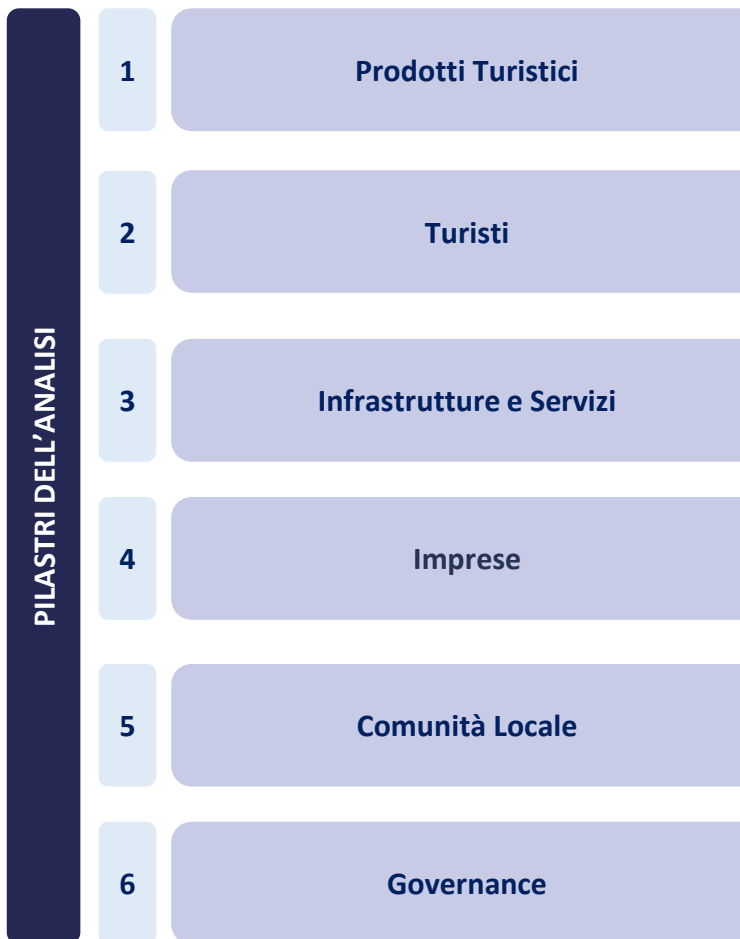 PILASTRI DELL’ANALISI
1
Prodotti Turistici
2
Turisti
3
Infrastrutture e Servizi
4
Imprese
5
Comunità Locale
6
Governance